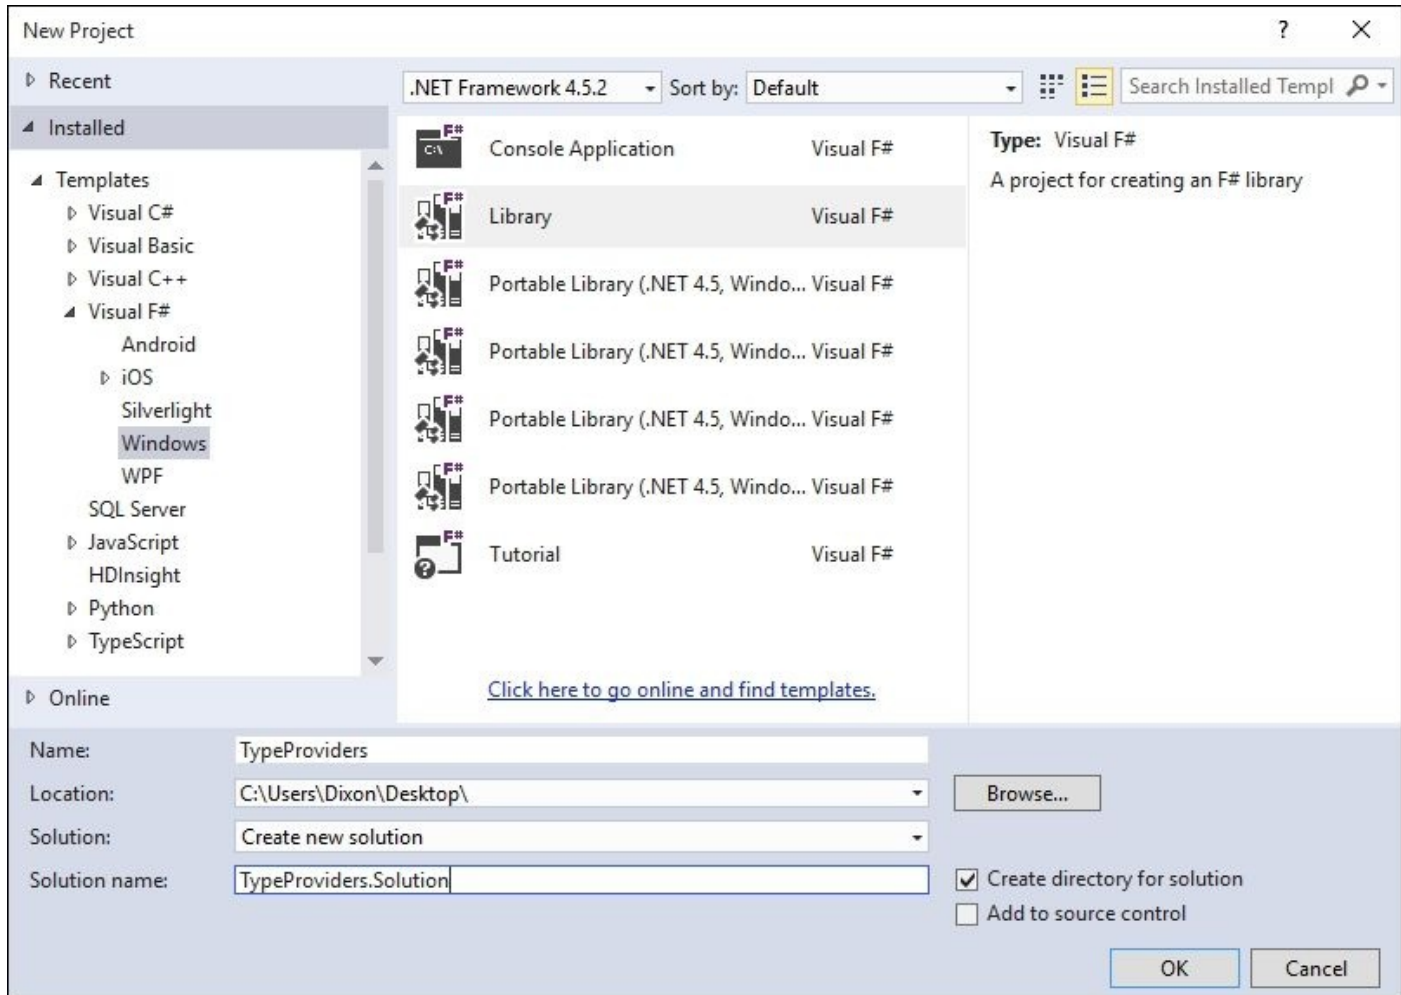 New Project
?
Recent
.NET Framework 4.5.2
Sort by:
Default
Search Installed Templ
Installed
Templates
Visual C#
Visual Basic
Visual C++
Visual F#
Android
iOS
Silverlight
Windows
WPF
SQL Server
JavaScript
HDInsight
Python
TypeScript
Online
F#
C:\
Console Application Visual F#
F#
Library Visual F#
F#
Portable Library (.NET 4.5, Windo... Visual F#
F#
Portable Library (.NET 4.5, Windo... Visual F#
F#
Portable Library (.NET 4.5, Windo... Visual F#
F#
Portable Library (.NET 4.5, Windo... Visual F#
F#
?
Tutorial Visual F#
Click here to go online and find templates.
Type: Visual F#
A project for creating an F# library
Name: TypeProviders
Location: C:\Users\Dixon\Desktop\
Browse...
Solution: Create new solution
Solution name: TypeProviders.Solution
Create directory for solution
Add to source control
OK
Cancel